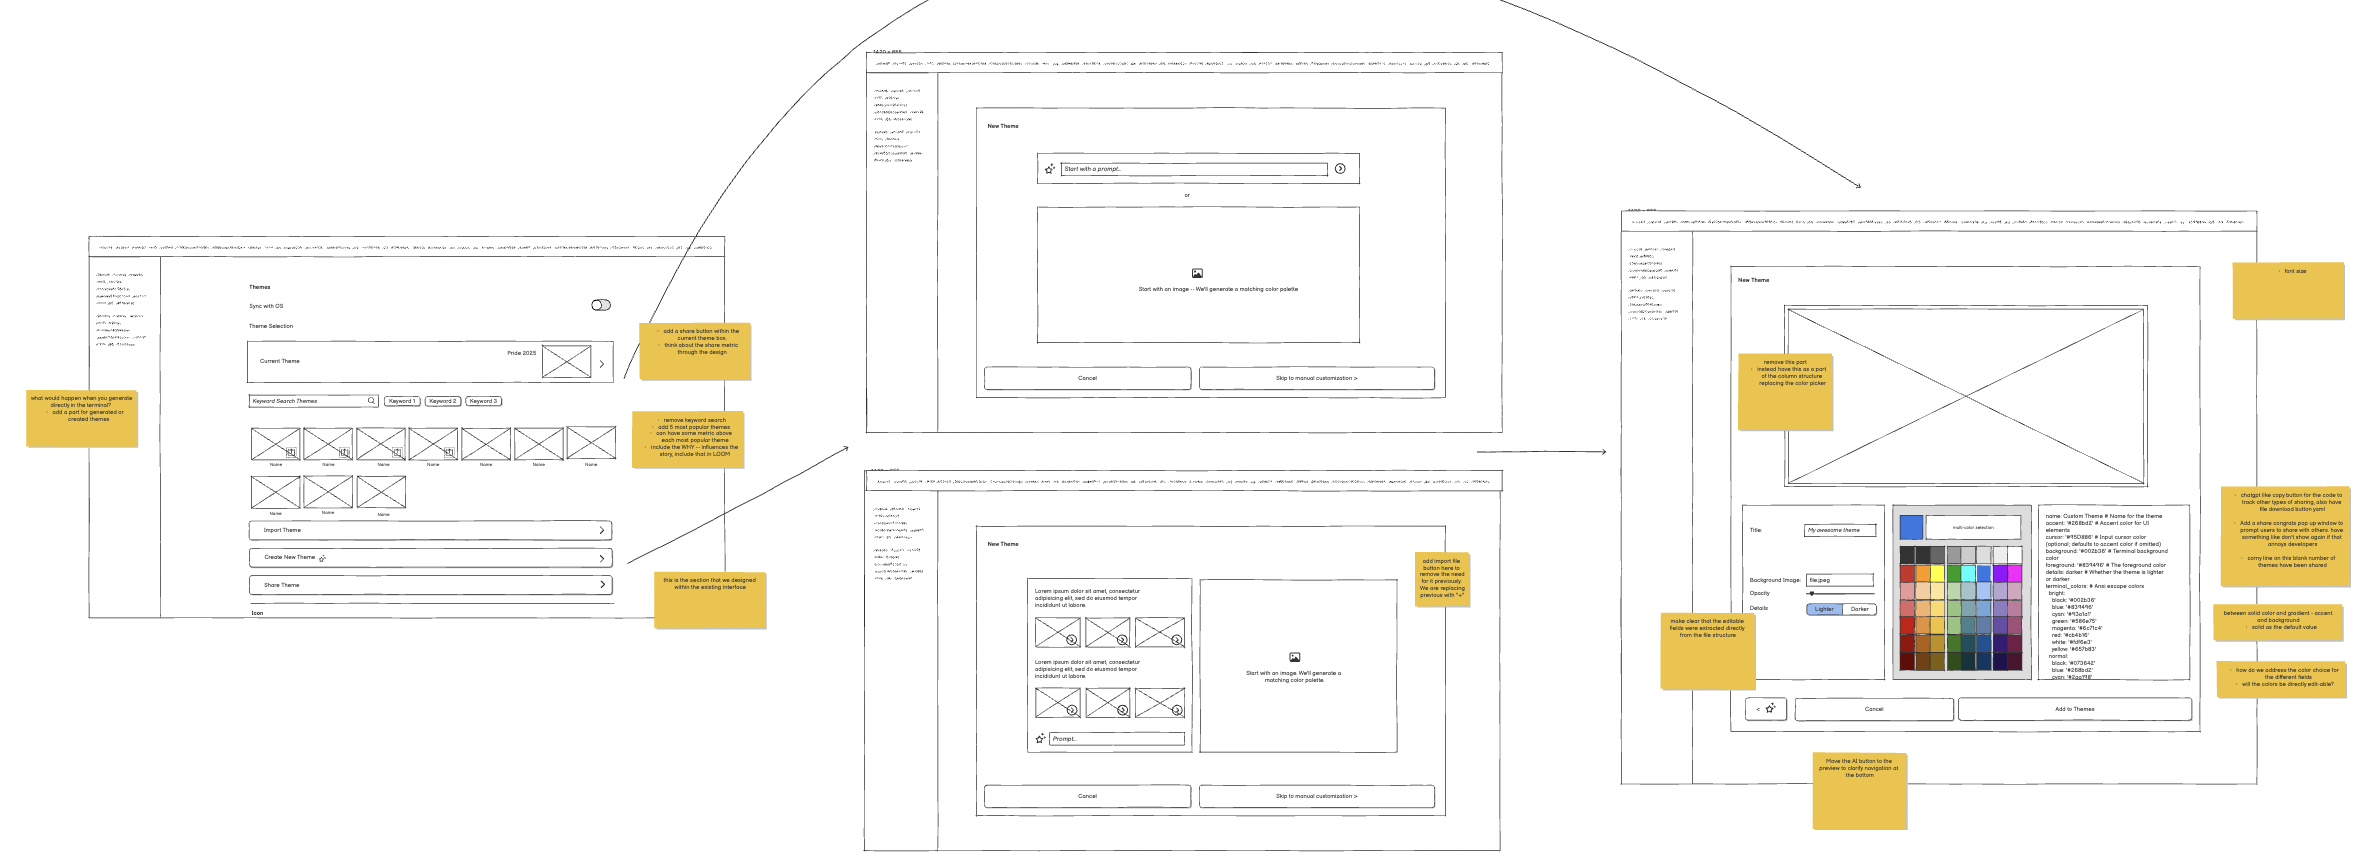 Themes
Sync with OS
Theme Selection
Current Theme
Pride 2025
Keyword Search Themes
Keyword 1
Keyword 2
Keyword 3
Name
Name
Name
Name
Name
Name
Name
Name
Name
Name
Import Theme
Create New Theme
Share Theme
Icon
what would happen when you generate
directly in the terminal?
add a part for generated or
created themes
add a share button within the
current theme box
think about the share metric
through the design
remove keyword search
add 5 most popular themes
can have some metric above
each most popular theme
include the WHY -- influences the
story, include that in LOOM
this is the section that we designed
within the existing interface
New Theme
Start with a prompt...
or
Start with an image -- We'll generate a matching color palette
Cancel
Skip to manual customization >
New Theme
Lorem ipsum dolor sit amet, consectetur
adipisicing elit, sed do eiusmod tempor
incididunt ut labore.
Lorem ipsum dolor sit amet, consectetur
adipisicing elit, sed do eiusmod tempor
incididunt ut labore.
Prompt...
Start with an image. We'll generate a
matching color palette.
Cancel
Skip to manual customization >
add import file
button here to
remove the need
for it previously.
We are replacing
previous with "+"
New Theme
remove this part
instead have this as a part
of the column structure
replacing the color picker
Title:
My awesome theme
Background Image:
file.jpeg
Opacity
Details
Lighter
Darker
multi-color selection
name: Custom Theme # Name for the theme
accent: '#268bd2' # Accent color for UI
elements
cursor: '#95D886' # Input cursor color
(optional; defaults to accent color if omitted)
background: '#002b36' # Terminal background
color
foreground: '#839496' # The foreground color
details: darker # Whether the theme is lighter
or darker
terminal_colors: # Ansi escape colors
bright:
black: '#002b36'
blue: '#839496'
cyan: '#93a1a1'
green: '#586e75'
magenta: '#6c71c4'
red: '#cb4b16'
white: '#fdf6e3'
yellow: '#657b83'
normal:
black: '#073642'
blue: '#268bd2'
cyan: '#2aa198'
<
Cancel
Add to Themes
make clear that the editable
fields were extracted directly
from the file structure
Move the AI button to the
preview to clarify navigation at
the bottom
font size
chatgpt like copy button for the code to
track other types of sharing, also have
file download button yaml
Add a share congrats pop up window to
prompt users to share with others. have
something like don't show again if that
annoys developers
corny line on this blank number of
themes have been shared
between solid color and gradient - accent
and background
solid as the default value
how do we address the color choice for
the different fields
will the colors be directly edit-able?